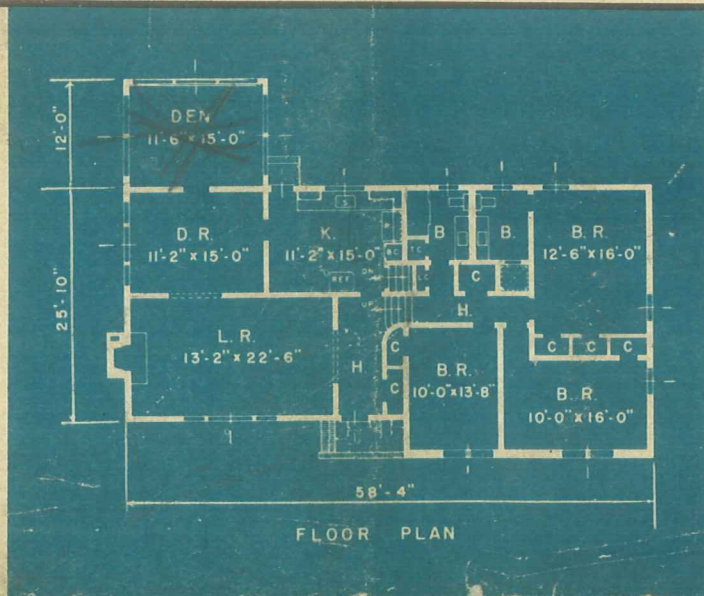 DEN
11'-6" x 15'-0"
12'-0"
D. R.
11'-2" x 15'-0"
K.
11'-2" x 15'-0"
S
B
B.
B. R.
12'-6" x 16'-0"
B.C
T.C
REF.
DN
UP
L.C
C
H.
25'-10"
L. R.
13'-2" x 22'-6"
H
C
C
B. R.
10'-0" x 13'-8"
C
C
C
B. R.
10'-0" x 16'-0"
58'-4"
FLOOR PLAN